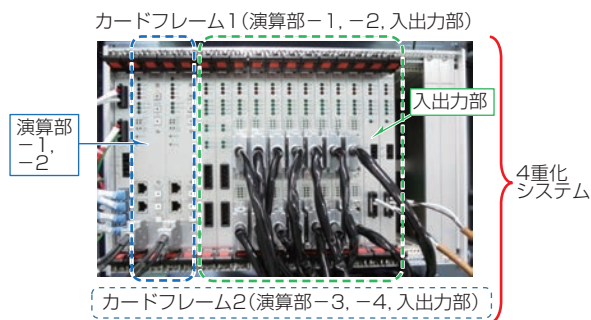 カードフレーム1(演算部－1, －2, 入出力部)
演算部
－1,
－2
入出力部
4重化
システム
カードフレーム2(演算部－3, －4, 入出力部)